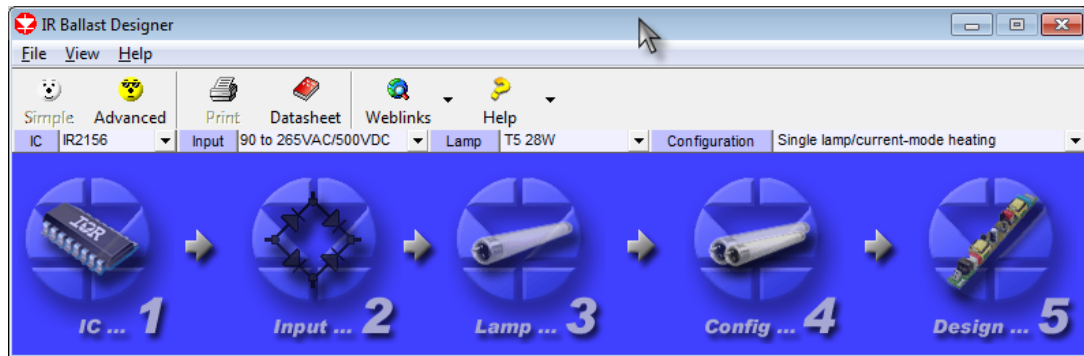 IR Ballast Designer
File View Help
Simple Advanced Print Datasheet Weblinks Help
IC IR2156 Input 90 to 265VAC/500VDC Lamp T5 28W Configuration Single lamp/current-mode heating
IOR
IC ... 1 Input ... 2 Lamp ... 3 Config ... 4 Design ... 5